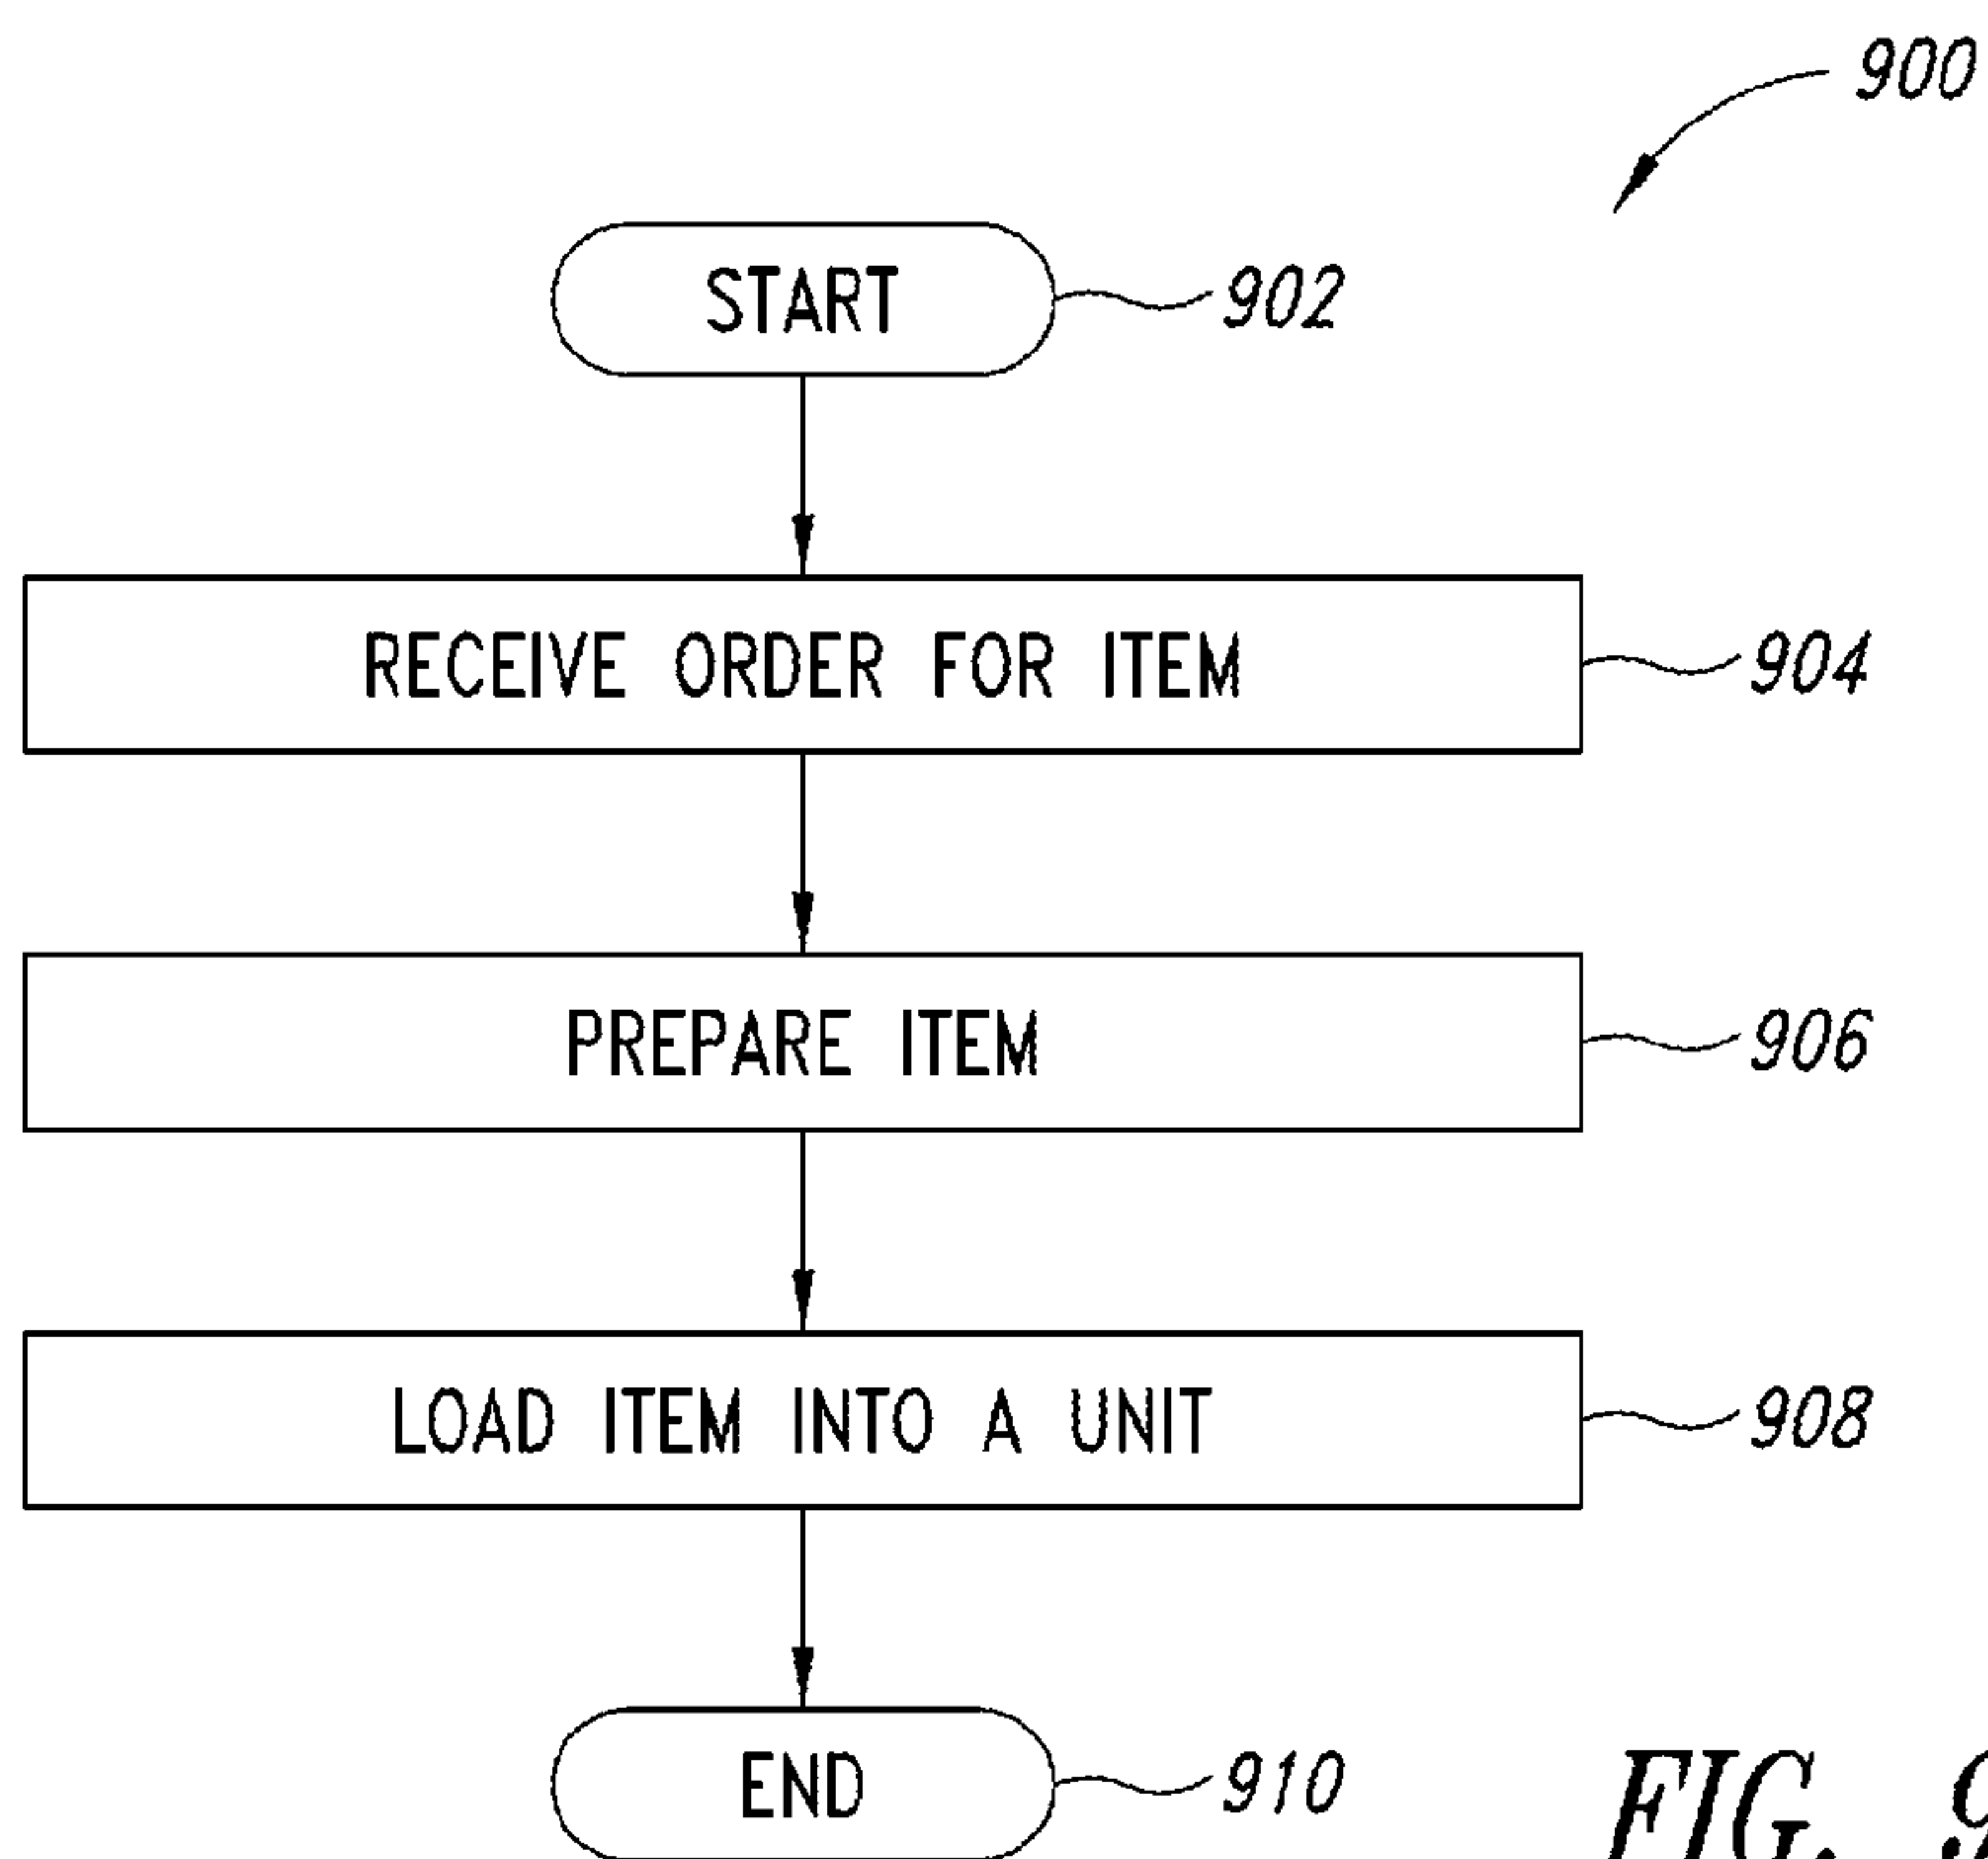 900
START
902
RECEIVE ORDER FOR ITEM
904
PREPARE ITEM
906
LOAD ITEM INTO A UNIT
908
END
910
FIG. 9